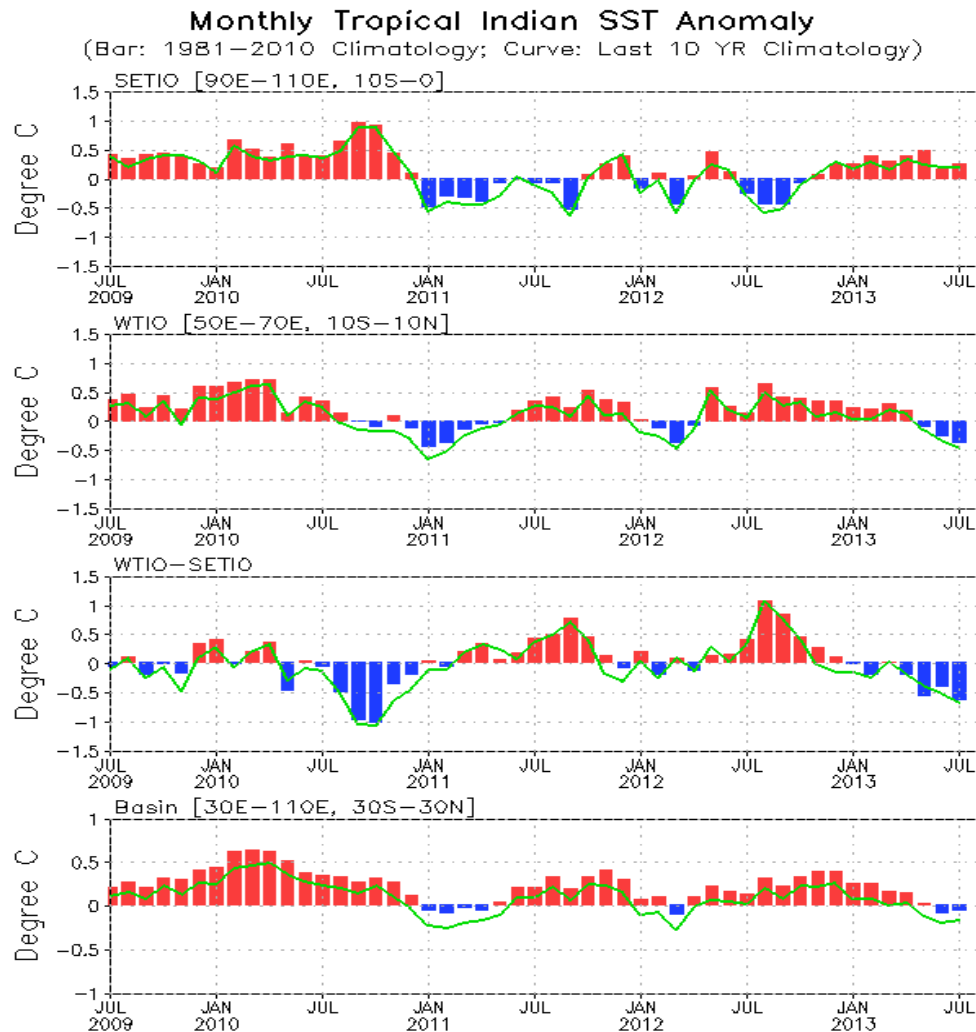 Monthly Tropical Indian SST Anomaly
(Bar: 1981−2010 Climatology; Curve: Last 10 YR Climatology)
SETIO [90E−110E, 10S−0]
Degree C
1.5
1
0.5
0
−0.5
−1
−1.5
JUL JAN JUL JAN JUL JAN JUL JAN JUL
2009 2010 2011 2012 2013
WTIO [50E−70E, 10S−10N]
Degree C
1.5
1
0.5
0
−0.5
−1
−1.5
JUL JAN JUL JAN JUL JAN JUL JAN JUL
2009 2010 2011 2012 2013
WTIO−SETIO
Degree C
1.5
1
0.5
0
−0.5
−1
−1.5
JUL JAN JUL JAN JUL JAN JUL JAN JUL
2009 2010 2011 2012 2013
Basin [30E−110E, 30S−30N]
Degree C
1
0.5
0
−0.5
−1
JUL JAN JUL JAN JUL JAN JUL JAN JUL
2009 2010 2011 2012 2013